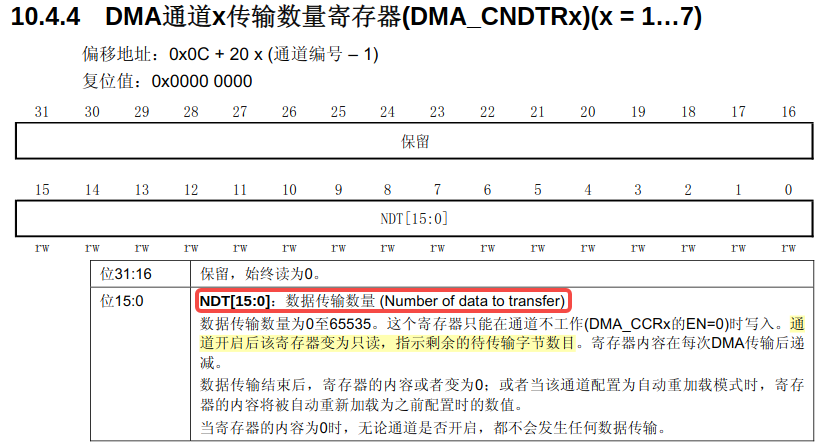 10.4.4 DMA通道x传输数量寄存器(DMA_CNDTRx)(x = 1…7)
偏移地址：0x0C + 20 x (通道编号 – 1)
复位值：0x0000 0000
31 30 29 28 27 26 25 24 23 22 21 20 19 18 17 16
保留
15 14 13 12 11 10 9 8 7 6 5 4 3 2 1 0
NDT[15:0]
rw rw rw rw rw rw rw rw rw rw rw rw rw rw rw rw
位31:16 保留，始终读为0。
位15:0 NDT[15:0]：数据传输数量 (Number of data to transfer)
数据传输数量为0至65535。这个寄存器只能在通道不工作(DMA_CCRx的EN=0)时写入。通
道开启后该寄存器变为只读，指示剩余的待传输字节数目。寄存器内容在每次DMA传输后递
减。
数据传输结束后，寄存器的内容或者变为0；或者当该通道配置为自动重加载模式时，寄存
器的内容将被自动重新加载为之前配置时的数值。
当寄存器的内容为0时，无论通道是否开启，都不会发生任何数据传输。